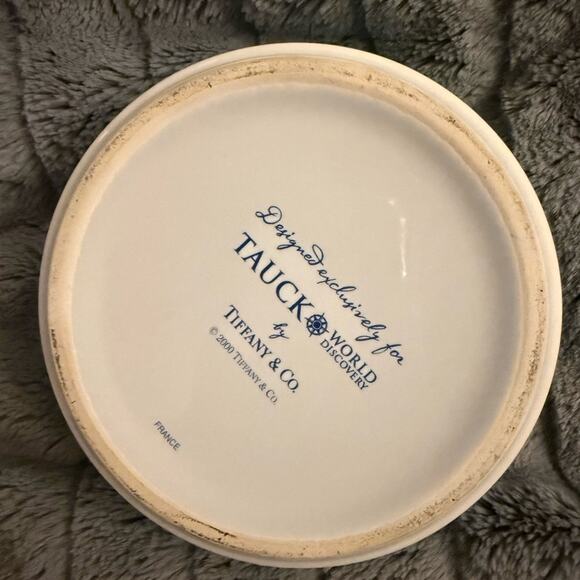 Designed exclusively for
TAUCK WORLD DISCOVERY
by
TIFFANY & CO.
© 2000 TIFFANY & CO.
FRANCE